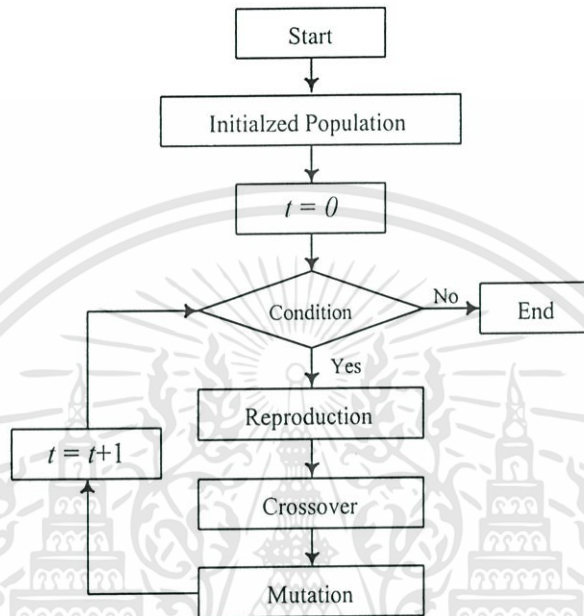 Start
Initialzed Population
t = 0
Condition
No
End
Yes
Reproduction
t = t+1
Crossover
Mutation